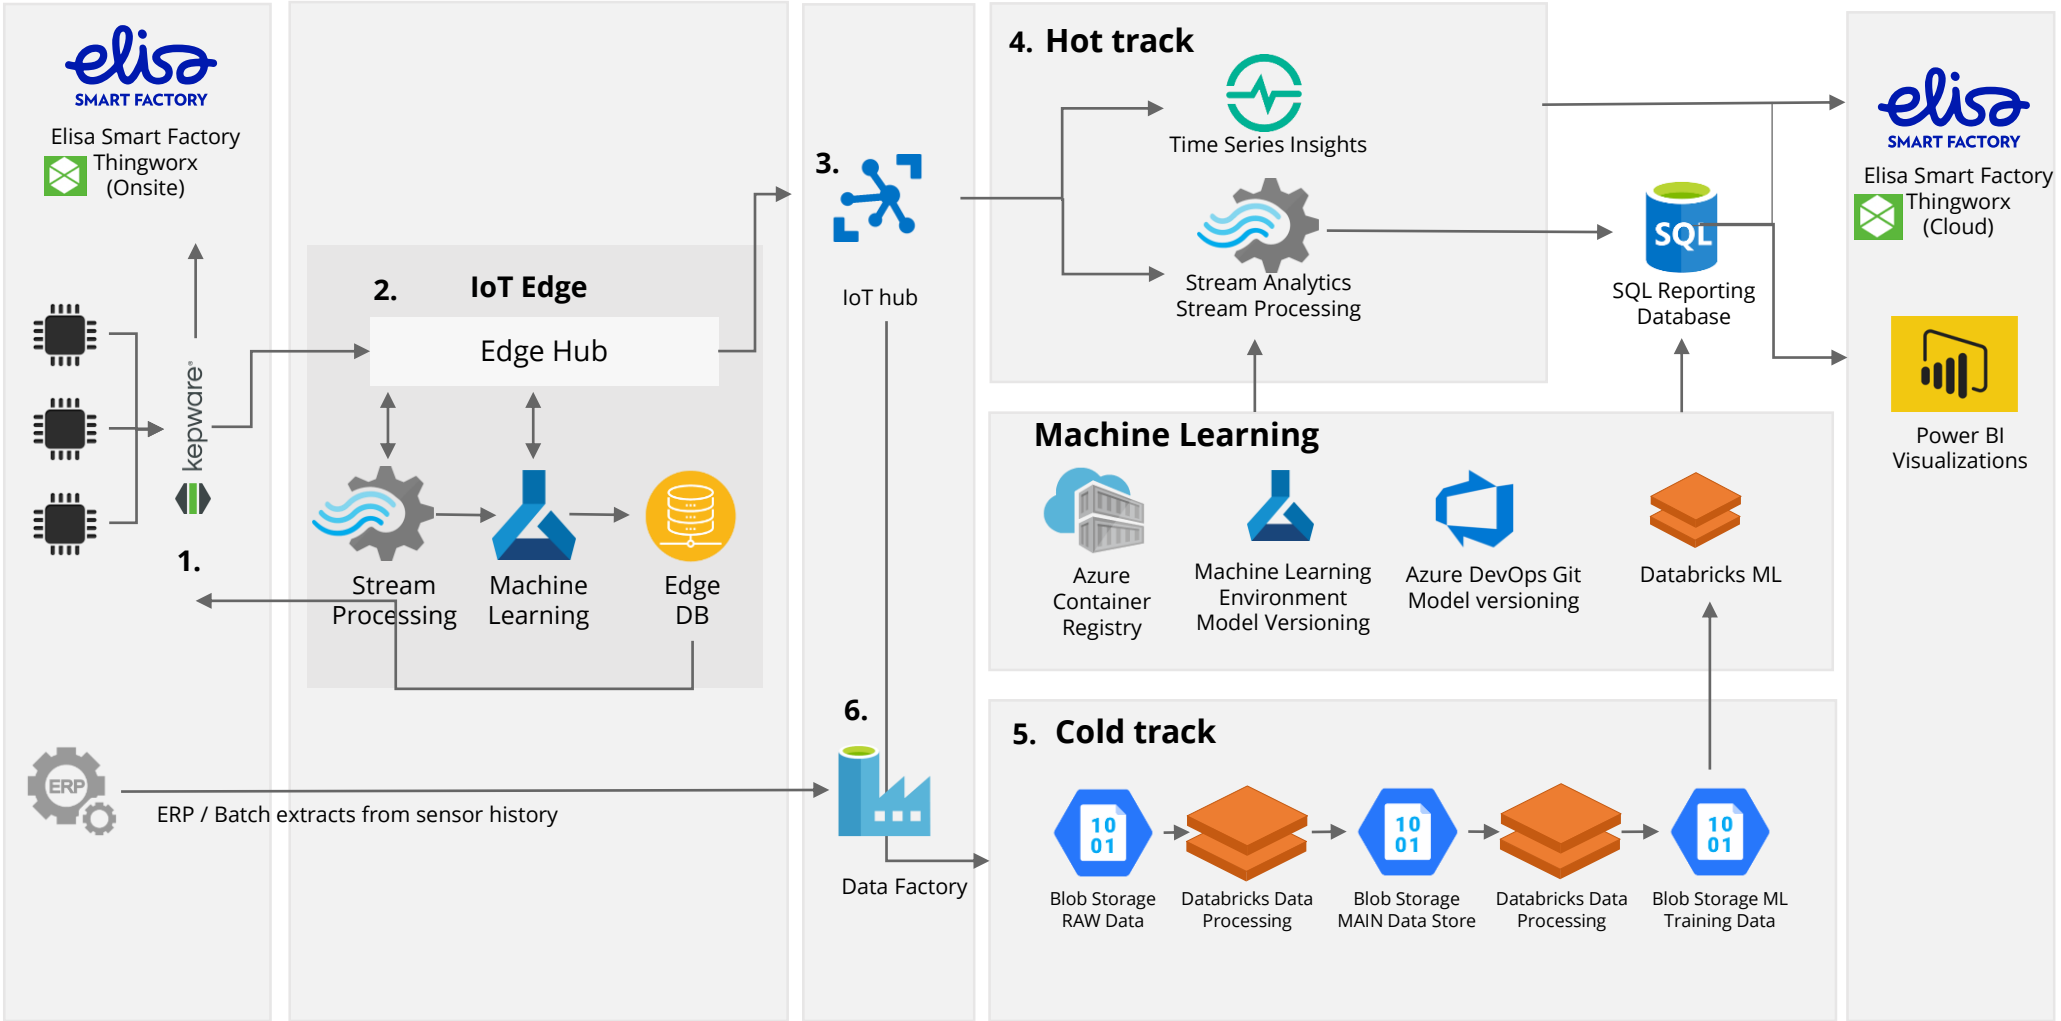 elisa
SMART FACTORY
Elisa Smart Factory
Thingworx
(Onsite)
kepware®
1.
ERP
ERP / Batch extracts from sensor history
2.
IoT Edge
Edge Hub
Stream
Processing
Machine
Learning
Edge
DB
3.
IoT hub
6.
Data Factory
4. Hot track
Time Series Insights
Stream Analytics
Stream Processing
SQL
SQL Reporting
Database
Machine Learning
Azure
Container
Registry
Machine Learning
Environment
Model Versioning
Azure DevOps Git
Model versioning
Databricks ML
5. Cold track
10
01
Blob Storage
RAW Data
Databricks Data
Processing
10
01
Blob Storage
MAIN Data Store
Databricks Data
Processing
10
01
Blob Storage ML
Training Data
elisa
SMART FACTORY
Elisa Smart Factory
Thingworx
(Cloud)
Power BI
Visualizations